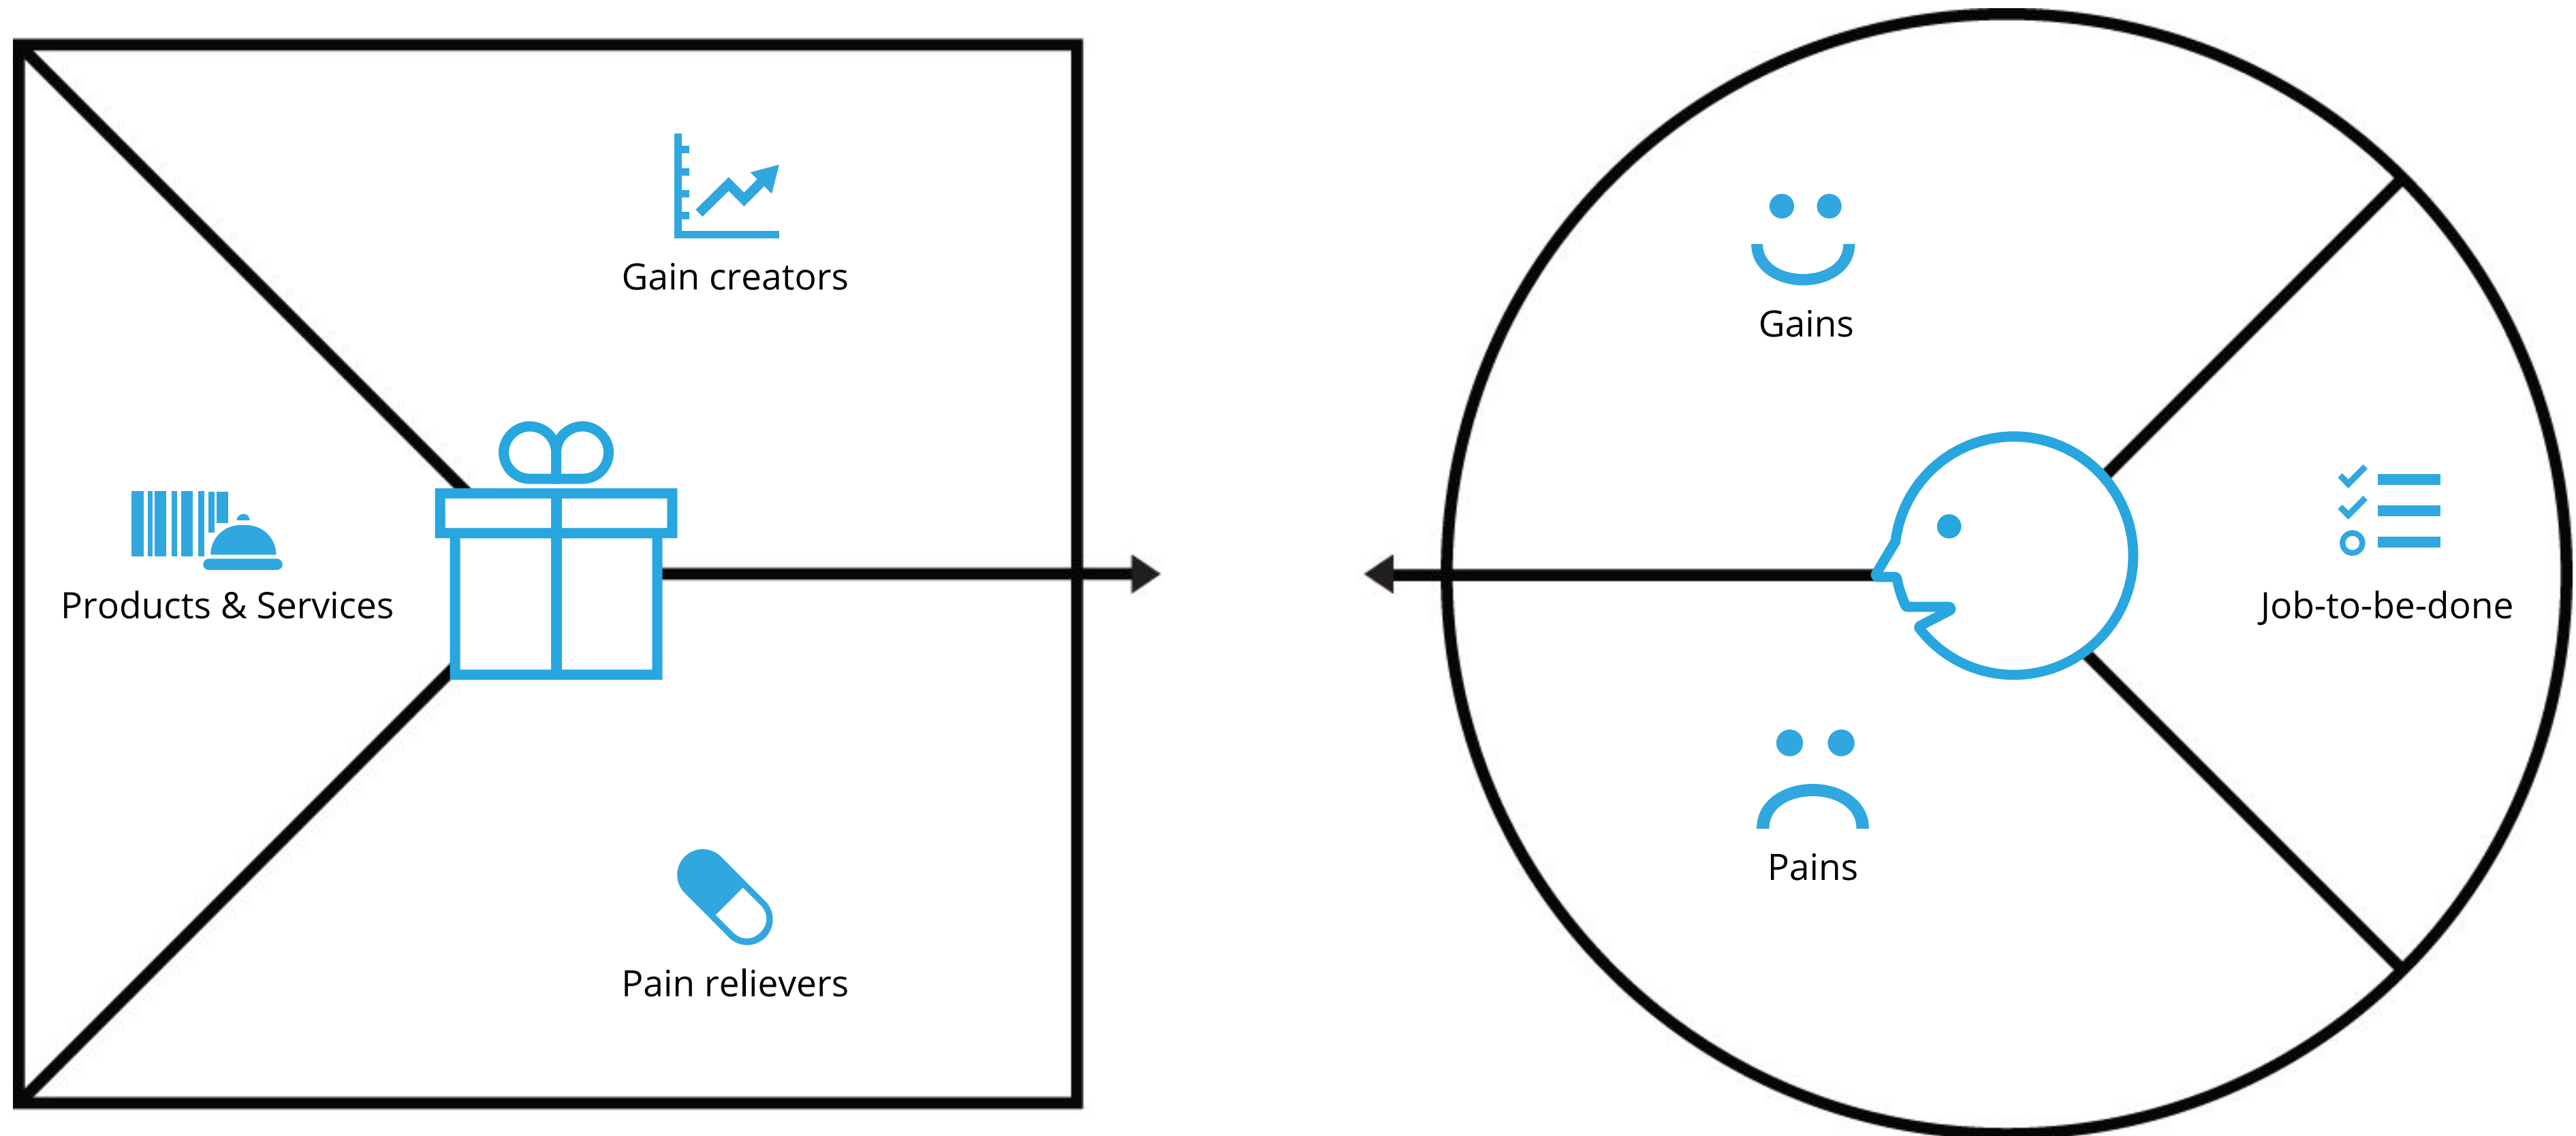 Gain creators
Products & Services
Pain relievers
Gains
Job-to-be-done
Pains